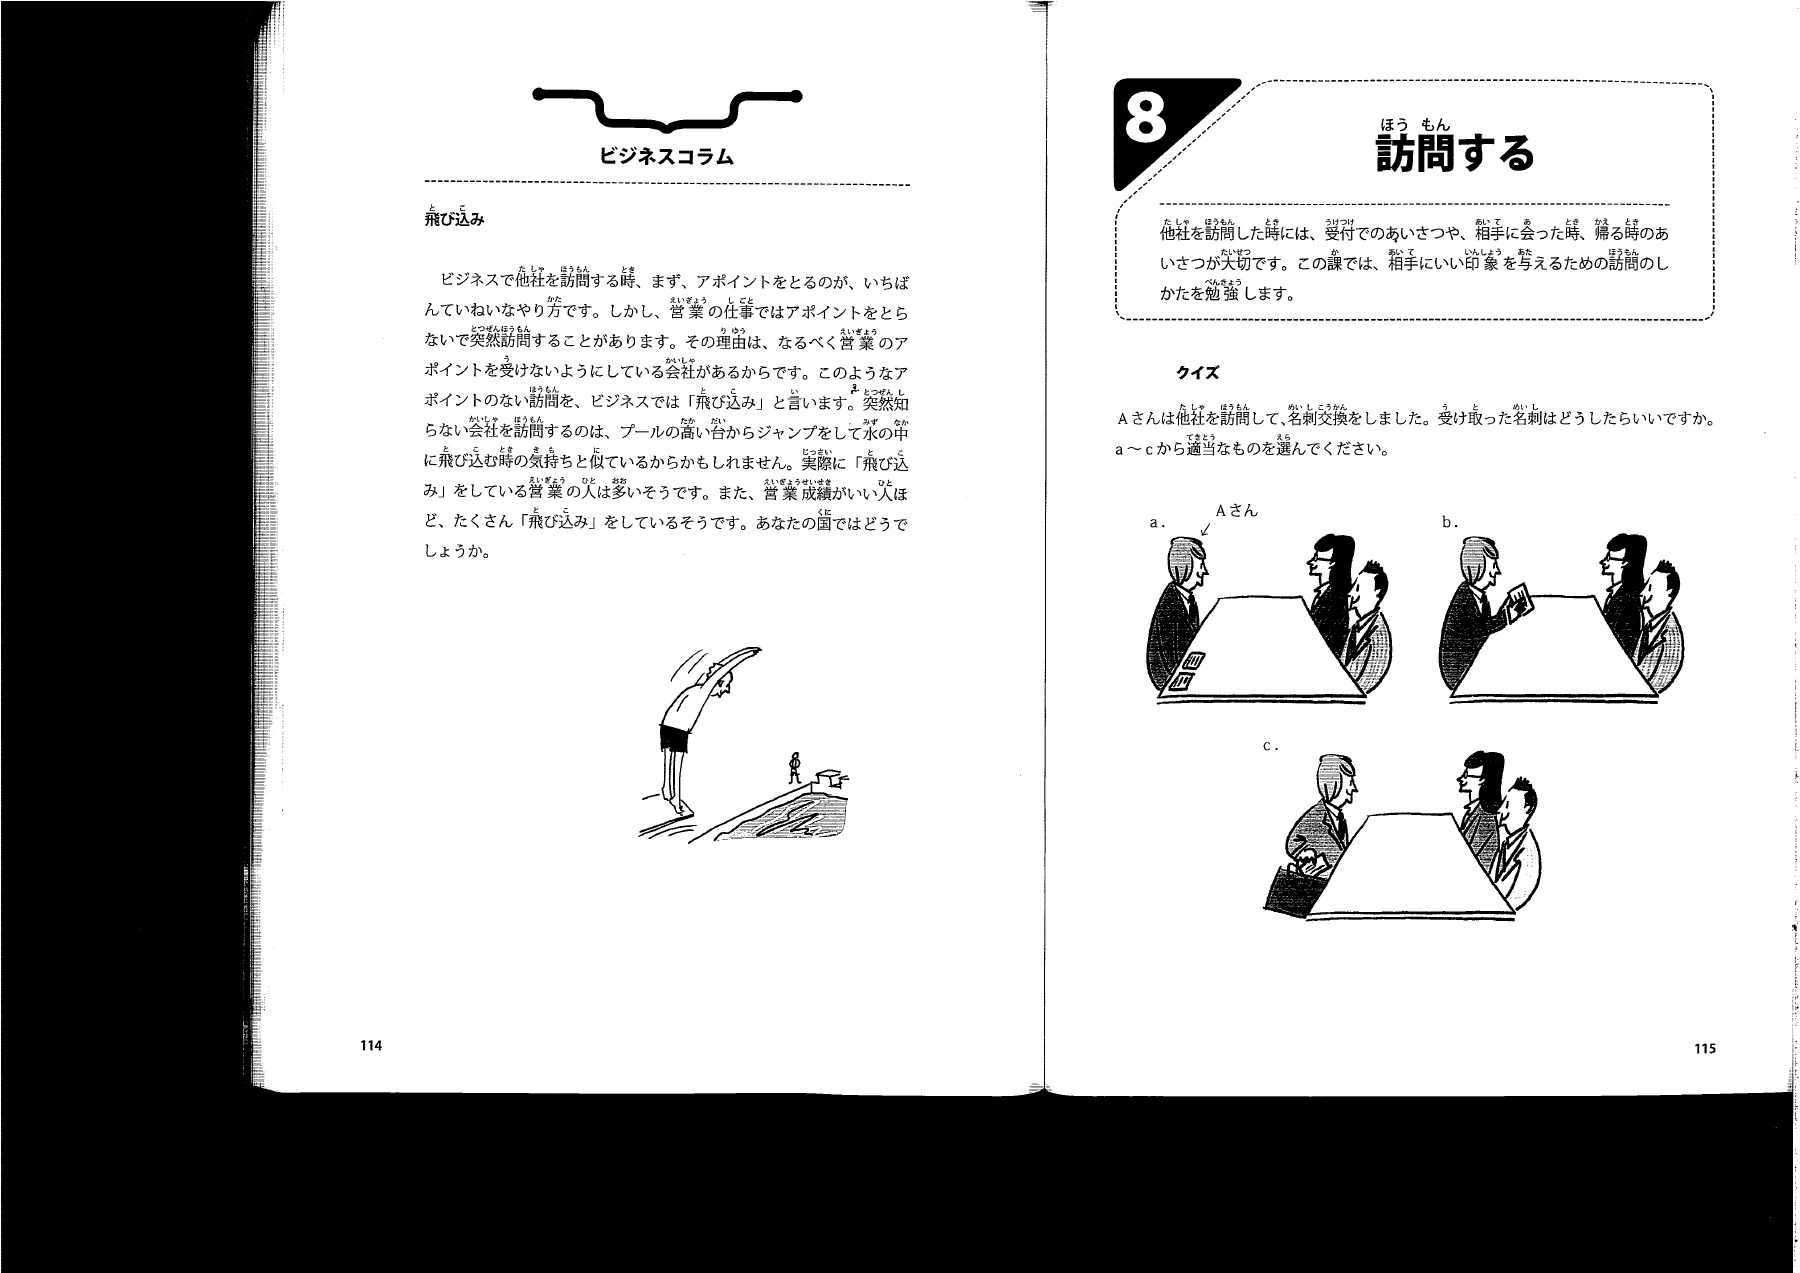 ビジネスコラム
飛び込み
ビジネスで他社を訪問する時、まず、アポイントをとるのが、いちば
んていねいなやり方です。しかし、営業の仕事ではアポイントをとら
ないで突然訪問することがあります。その理由は、なるべく営業のア
ポイントを受けないようにしている会社があるからです。このようなア
ポイントのない訪問を、ビジネスでは「飛び込み」と言います。突然知
らない会社を訪問するのは、プールの高い台からジャンプをして水の中
に飛び込む時の気持ちと似ているからかもしれません。実際に「飛び込
み」をしている営業の人は多いそうです。また、営業成績がいい人ほ
ど、たくさん「飛び込み」をしているそうです。あなたの国ではどうで
しょうか。
114
8
訪問する
他社を訪問した時には、受付でのあいさつや、相手に会った時、帰る時のあ
いさつが大切です。この課では、相手にいい印象を与えるための訪問のし
かたを勉強します。
クイズ
Aさんは他社を訪問して、名刺交換をしました。受け取った名刺はどうしたらいいですか。
a～cから適当なものを選んでください。
a.
Aさん
b.
c.
115